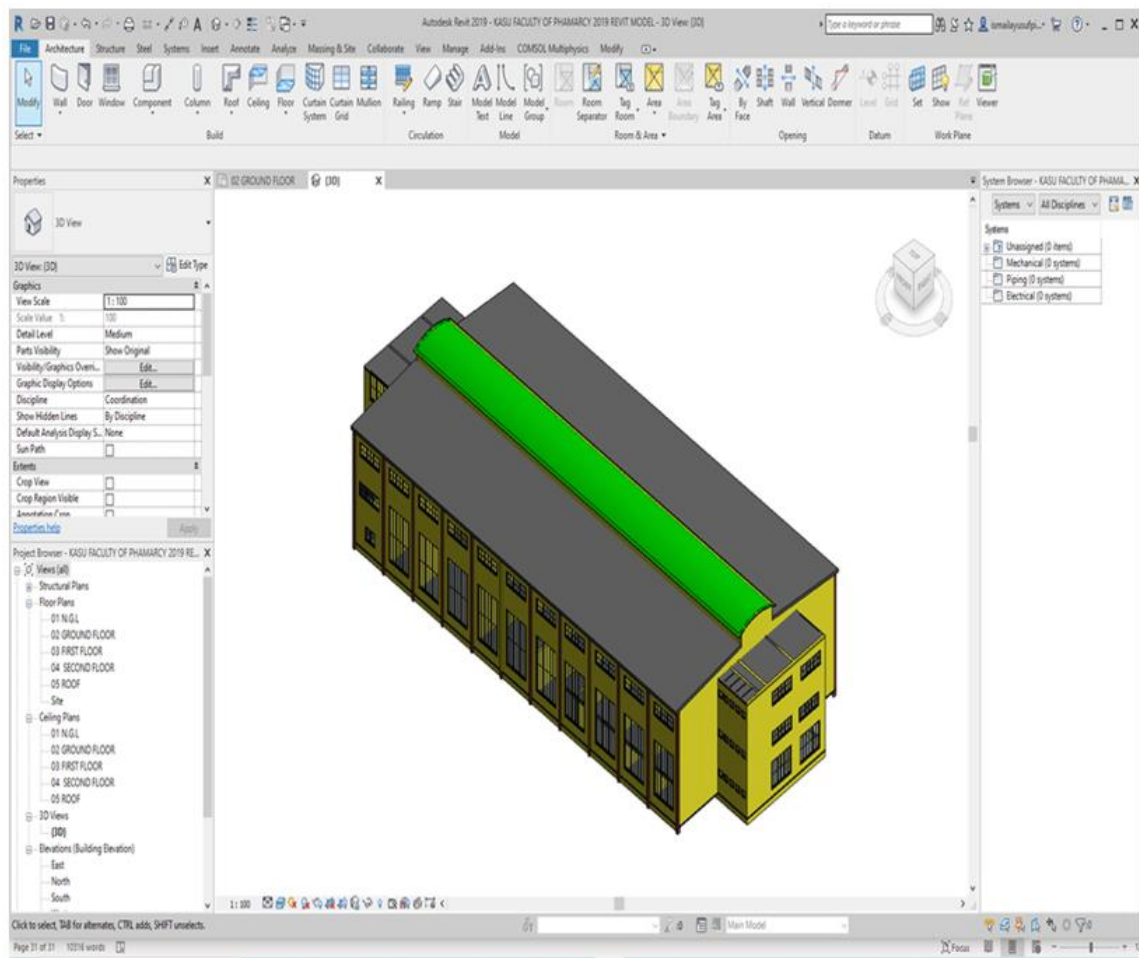 Autodesk Revit 2019 - KASU FACULTY OF PHAMARCY 2019 REVIT MODEL - 3D View: {3D}
Type a keyword or phrase
File Architecture Structure Steel Systems Insert Annotate Analyze Massing & Site Collaborate View Manage Add-Ins COMSOL Multiphysics Modify
Modify Wall Door Window Component Column Roof Ceiling Floor Curtain System Curtain Grid Mullion Railing Ramp Stair Model Text Model Line Model Group Room Room Separator Tag Room Area Area Boundary Tag Area By Face Shaft Wall Vertical Dormer Level Grid Set Show Ref Plane Viewer
Select Build Circulation Model Room & Area Opening Datum Work Plane
Properties X
02 GROUND FLOOR {3D} X
System Browser - KASU FACULTY OF PHAMA... X
3D View
Systems All Disciplines
Systems
Unassigned (0 items)
Mechanical (0 systems)
Piping (0 systems)
Electrical (0 systems)
3D View: {3D} Edit Type
Graphics
View Scale 1 : 100
Scale Value 1: 100
Detail Level Medium
Parts Visibility Show Original
Visibility/Graphics Overri... Edit...
Graphic Display Options Edit...
Discipline Coordination
Show Hidden Lines By Discipline
Default Analysis Display S... None
Sun Path
Extents
Crop View
Crop Region Visible
Annotation Crop
Properties help Apply
Project Browser - KASU FACULTY OF PHAMARCY 2019 RE... X
Views (all)
Structural Plans
Floor Plans
01 N.G.L
02 GROUND FLOOR
03 FIRST FLOOR
04 SECOND FLOOR
05 ROOF
Site
Ceiling Plans
01 N.G.L
02 GROUND FLOOR
03 FIRST FLOOR
04 SECOND FLOOR
05 ROOF
3D Views
{3D}
Elevations (Building Elevation)
East
North
South
1 : 100
Click to select, TAB for alternates, CTRL adds, SHIFT unselects.
:0 Main Model
Page 31 of 31 10316 words
Focus